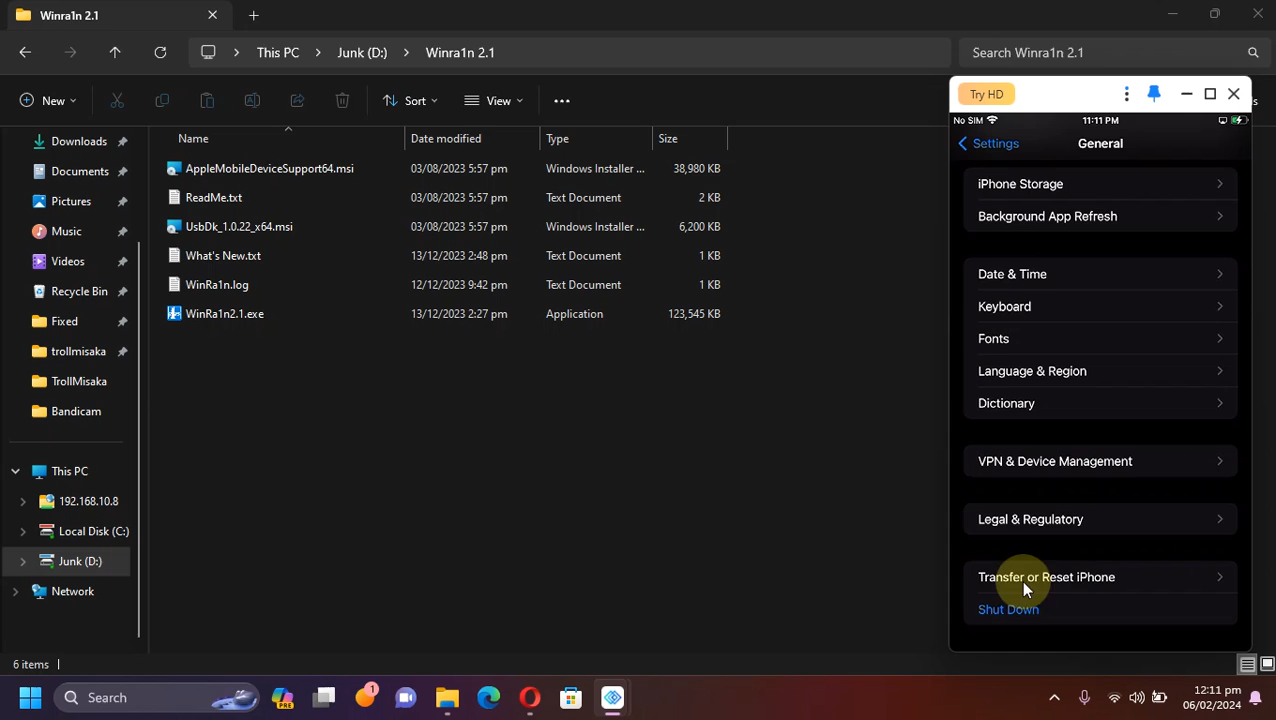 Winra1n 2.1
This PC > Junk (D:) > Winra1n 2.1
Search Winra1n 2.1
New
Sort
View
Downloads
Documents
Pictures
Music
Videos
Recycle Bin
Fixed
trollmisaka
TrollMisaka
Bandicam
This PC
192.168.10.8
Local Disk (C:)
Junk (D:)
Network
Name Date modified Type Size
AppleMobileDeviceSupport64.msi 03/08/2023 5:57 pm Windows Installer ... 38,980 KB
ReadMe.txt 03/08/2023 5:57 pm Text Document 2 KB
UsbDk_1.0.22_x64.msi 03/08/2023 5:57 pm Windows Installer ... 6,200 KB
What's New.txt 13/12/2023 2:48 pm Text Document 1 KB
WinRa1n.log 12/12/2023 9:42 pm Text Document 1 KB
WinRa1n2.1.exe 13/12/2023 2:27 pm Application 123,545 KB
Try HD
No SIM 11:11 PM
Settings General
iPhone Storage
Background App Refresh
Date & Time
Keyboard
Fonts
Language & Region
Dictionary
VPN & Device Management
Legal & Regulatory
Transfer or Reset iPhone
Shut Down
6 items
Search
PRE
1
12:11 pm
06/02/2024